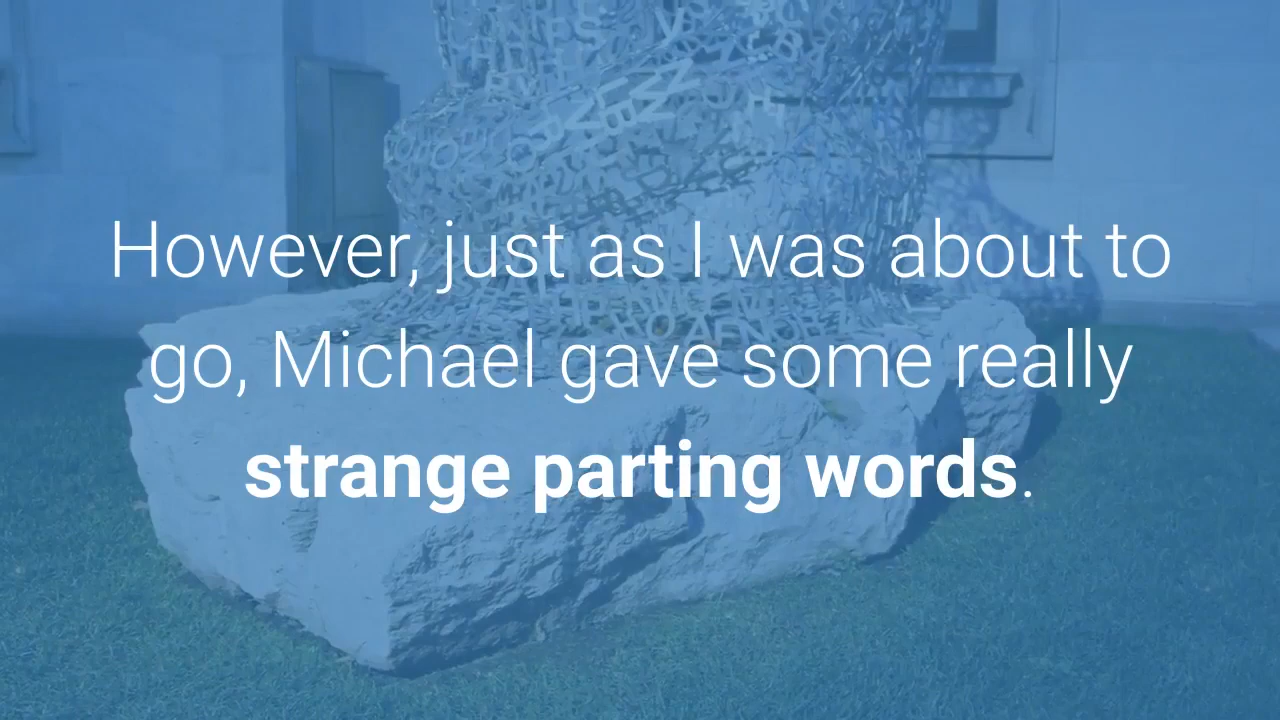 However, just as I was about to
go, Michael gave some really
strange parting words.